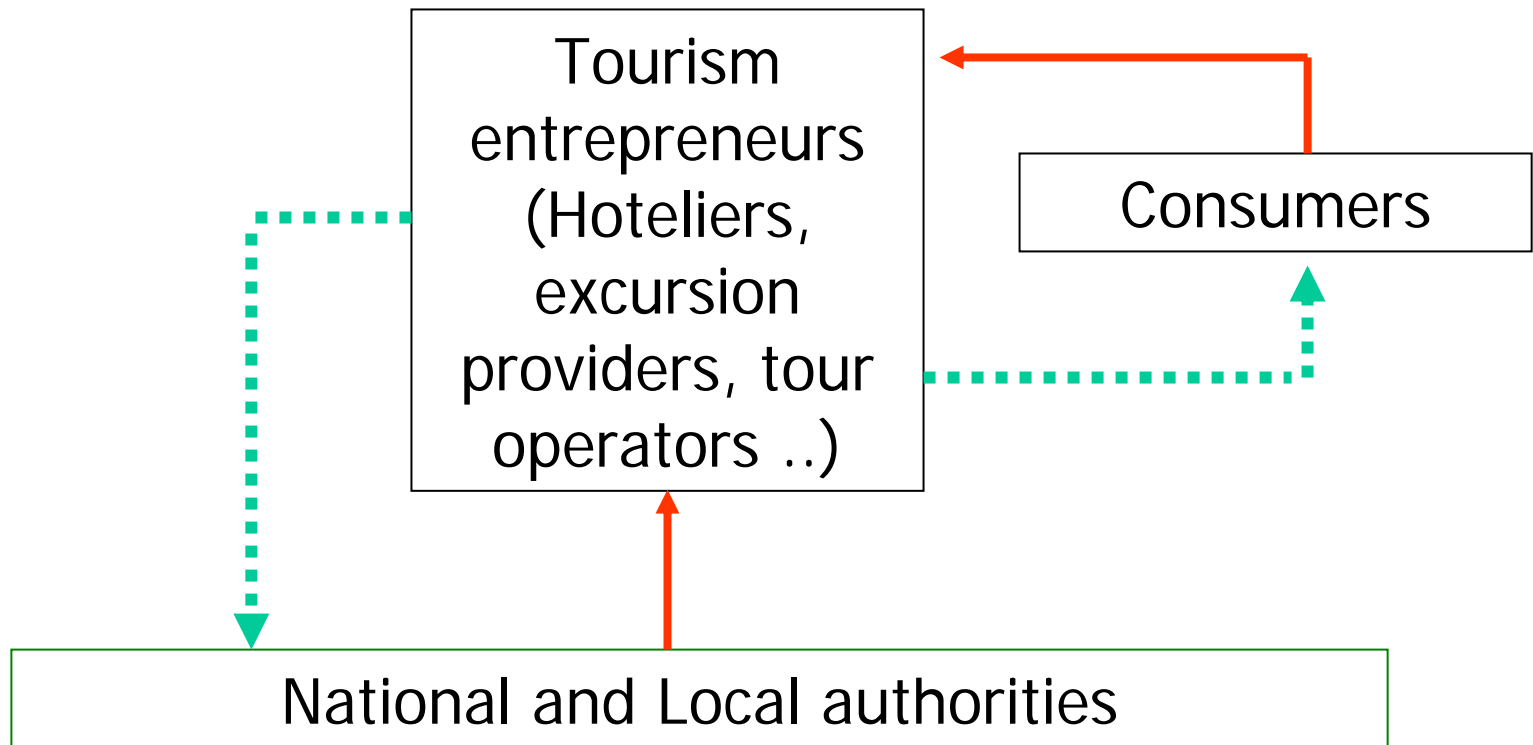 Tourism
entrepreneurs
(Hoteliers,
excursion
providers, tour
operators ..)
Consumers
National and Local authorities